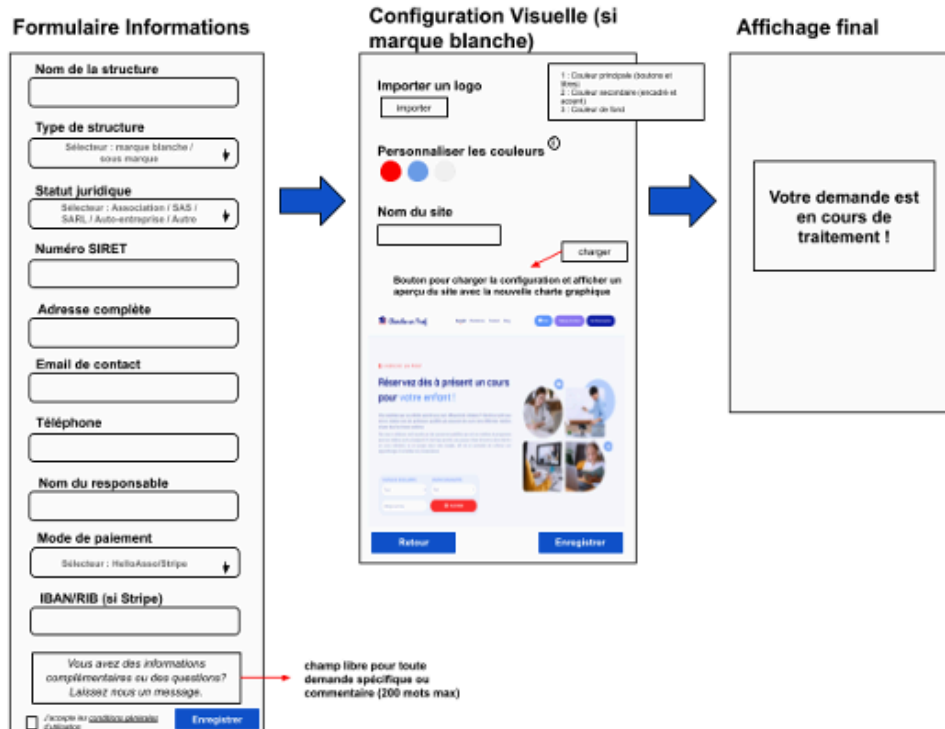 Formulaire Informations
Nom de la structure
Type de structure
Sélecteur : marque blanche /
sous marque
Statut juridique
Sélecteur : Association / SAS /
SARL / Auto-entreprise / Autre
Numéro SIRET
Adresse complète
Email de contact
Téléphone
Nom du responsable
Mode de paiement
Sélecteur : HelloAsso/Stripe
IBAN/RIB (si Stripe)
Vous avez des informations
complémentaires ou des questions?
Laissez nous un message.
J'accepte les conditions générales
d'utilisation
Enregistrer
champ libre pour toute
demande spécifique ou
commentaire (200 mots max)
Configuration Visuelle (si
marque blanche)
1 : Couleur principale (boutons et
titres)
2 : Couleur secondaire (encadré et
accent)
3 : Couleur de fond
Importer un logo
importer
Personnaliser les couleurs
Nom du site
charger
Bouton pour charger la configuration et afficher un
aperçu du site avec la nouvelle charte graphique
Réservez dès à présent un cours
pour votre enfant !
Retour
Enregistrer
Affichage final
Votre demande est
en cours de
traitement !